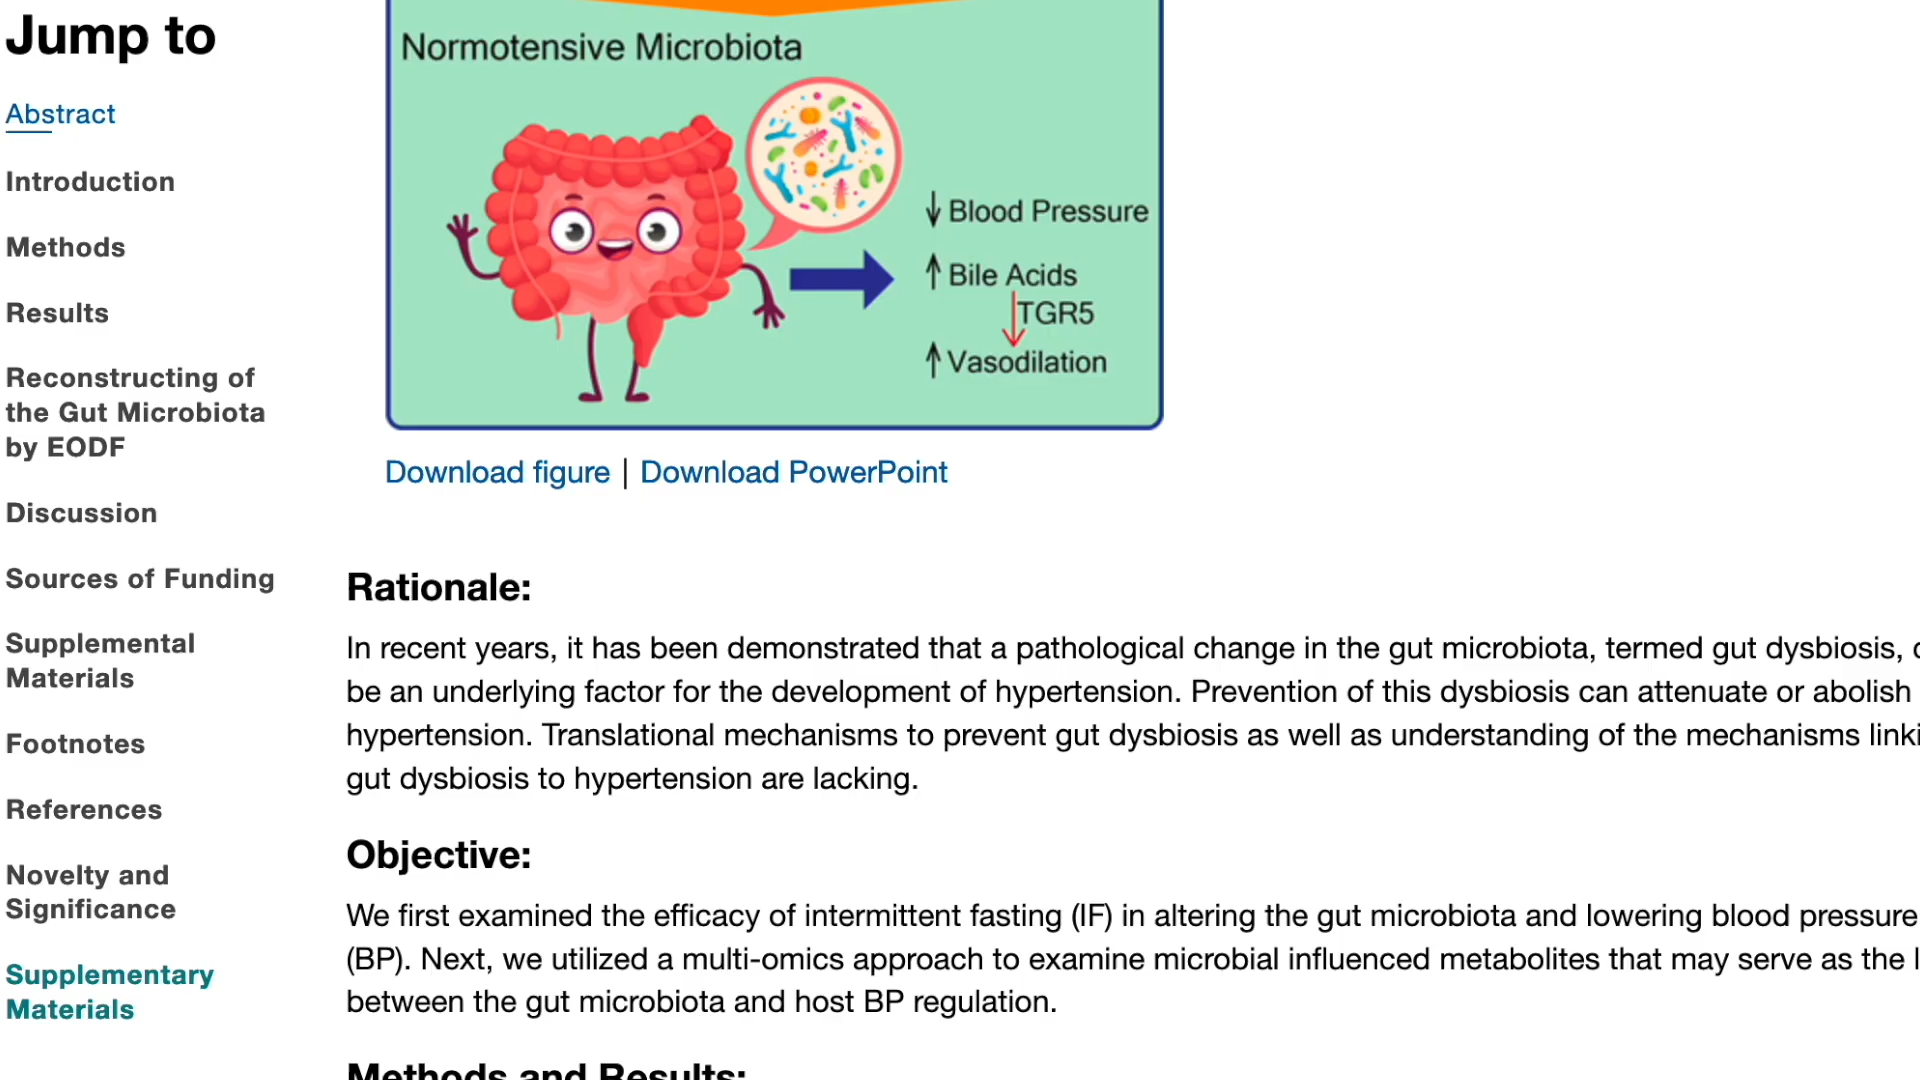 Jump to
Abstract
Introduction
Methods
Results
Reconstructing of
the Gut Microbiota
by EODF
Discussion
Sources of Funding
Supplemental
Materials
Footnotes
References
Novelty and
Significance
Supplementary
Materials
Normotensive Microbiota
↓ Blood Pressure
↑ Bile Acids
TGR5
↑ Vasodilation
Download figure | Download PowerPoint
Rationale:
In recent years, it has been demonstrated that a pathological change in the gut microbiota, termed gut dysbiosis,
be an underlying factor for the development of hypertension. Prevention of this dysbiosis can attenuate or abolish
hypertension. Translational mechanisms to prevent gut dysbiosis as well as understanding of the mechanisms linki
gut dysbiosis to hypertension are lacking.
Objective:
We first examined the efficacy of intermittent fasting (IF) in altering the gut microbiota and lowering blood pressure
(BP). Next, we utilized a multi-omics approach to examine microbial influenced metabolites that may serve as the
between the gut microbiota and host BP regulation.
Methods and Results: